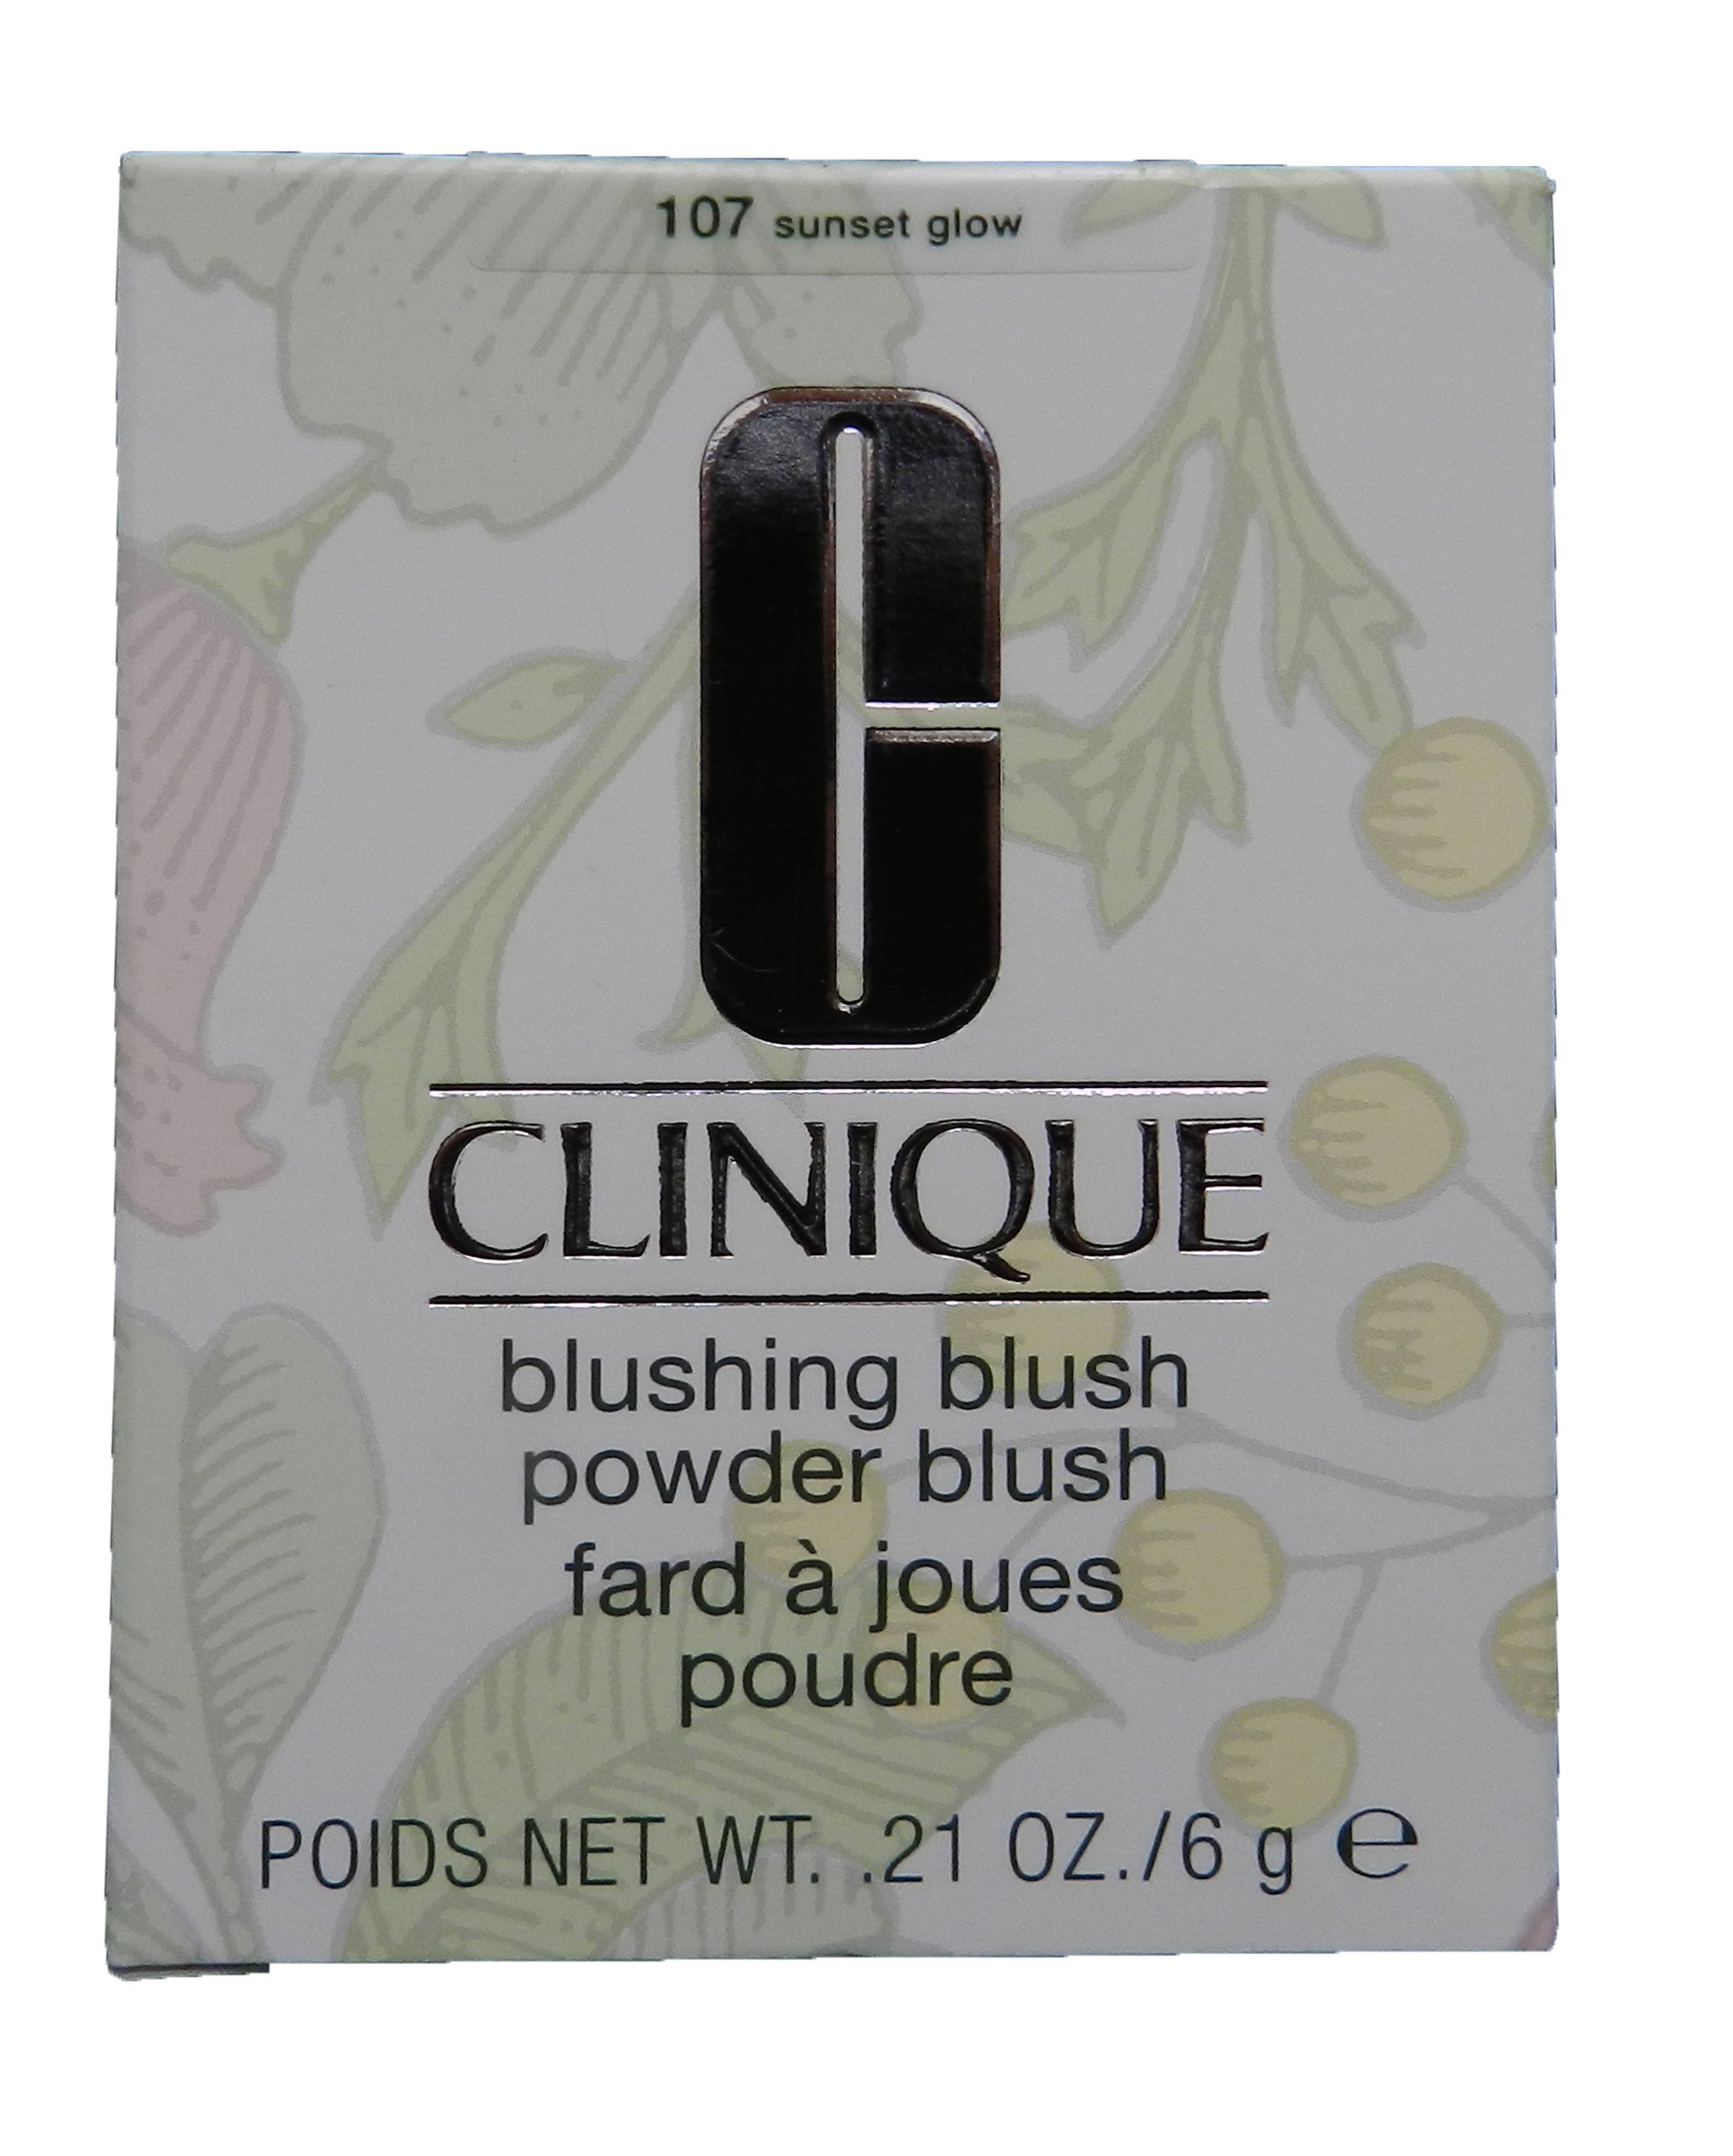 107 sunset glow
C
CLINIQUE
blushing blush
powder blush
fard à joues
poudre
POIDS NET WT. .21 OZ./6 g ℮